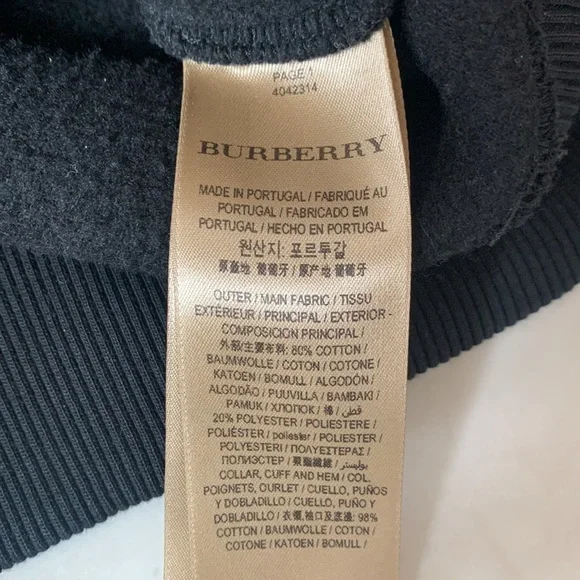 PAGE 1
4042314
BURBERRY
MADE IN PORTUGAL / FABRIQUÉ AU
PORTUGAL / FABRICADO EM
PORTUGAL / HECHO EN PORTUGAL
원산지: 포르투갈
原產地: 葡萄牙 / 原产地: 葡萄牙
OUTER / MAIN FABRIC / TISSU
EXTÉRIEUR / PRINCIPAL / EXTERIOR -
COMPOSICIÓN PRINCIPAL /
外部/主要布料: 80% COTTON /
BAUMWOLLE / COTON / COTONE /
KATOEN / BOMULL / ALGODÓN /
ALGODÃO / PUUVILLA / BAMBAKI /
PAMUK / ХЛОПОК / 棉 / قطن /
20% POLYESTER / POLIESTERE /
POLIÉSTER / poliester / POLIESTER /
POLYESTERI / ΠΟΛΥΕΣΤΕΡΑΣ /
ПОЛИЭСТЕР / 聚酯纖維 / بوليستر /
COLLAR, CUFF AND HEM / COL,
POIGNETS, OURLET / CUELLO, PUÑOS
Y DOBLADILLO / CUELLO, PUÑO Y
DOBLADILLO / 衣領,袖口及底邊: 98%
COTTON / BAUMWOLLE / COTON /
COTONE / KATOEN / BOMULL /